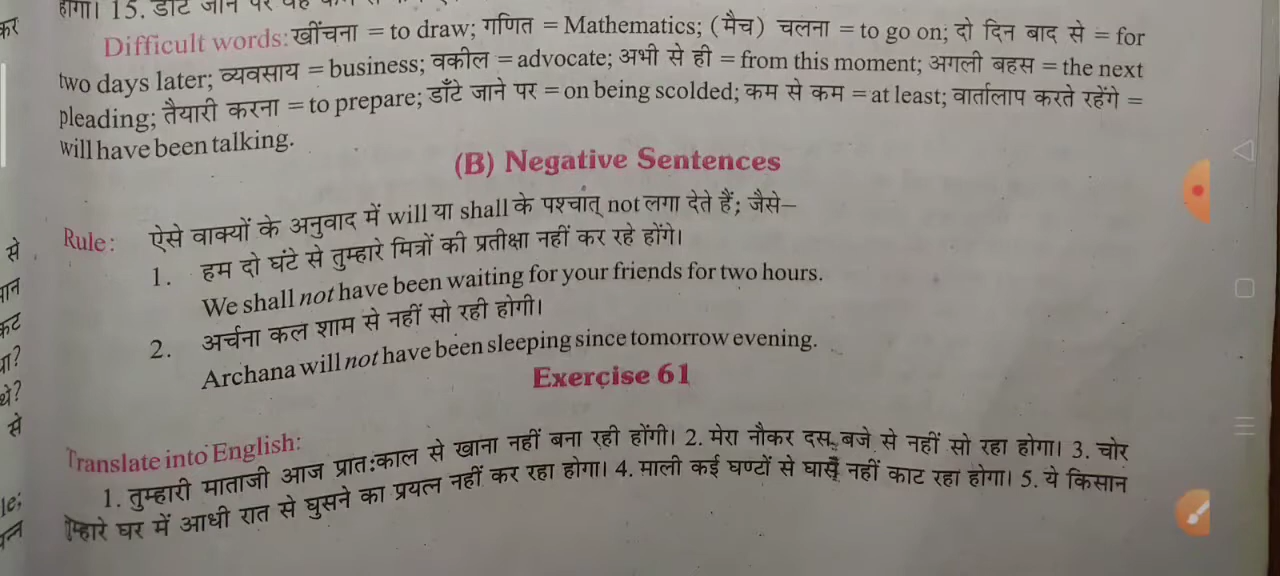 होगा। 15. डाँटे जाने पर वह
Difficult words: खींचना = to draw; गणित = Mathematics; (मैच) चलना = to go on; दो दिन बाद से = for
two days later; व्यवसाय = business; वकील = advocate; अभी से ही = from this moment; अगली बहस = the next
pleading; तैयारी करना = to prepare; डाँटे जाने पर = on being scolded; कम से कम = at least; वार्तालाप करते रहेंगे =
will have been talking.
(B) Negative Sentences
Rule: ऐसे वाक्यों के अनुवाद में will या shall के पश्चात् not लगा देते हैं; जैसे–
1. हम दो घंटे से तुम्हारे मित्रों की प्रतीक्षा नहीं कर रहे होंगे।
We shall not have been waiting for your friends for two hours.
2. अर्चना कल शाम से नहीं सो रही होगी।
Archana will not have been sleeping since tomorrow evening.
Exercise 61
Translate into English:
1. तुम्हारी माताजी आज प्रातःकाल से खाना नहीं बना रही होंगी। 2. मेरा नौकर दस बजे से नहीं सो रहा होगा। 3. चोर
तुम्हारे घर में आधी रात से घुसने का प्रयत्न नहीं कर रहा होगा। 4. माली कई घण्टों से घास नहीं काट रहा होगा। 5. ये किसान
कर
से
कट
था?
थे?
से
le;